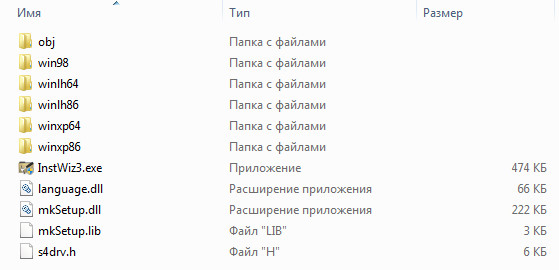 Имя Тип Размер
obj Папка с файлами
win98 Папка с файлами
winlh64 Папка с файлами
winlh86 Папка с файлами
winxp64 Папка с файлами
winxp86 Папка с файлами
InstWiz3.exe Приложение 474 КБ
language.dll Расширение приложения 66 КБ
mkSetup.dll Расширение приложения 222 КБ
mkSetup.lib Файл "LIB" 3 КБ
s4drv.h Файл "H" 6 КБ